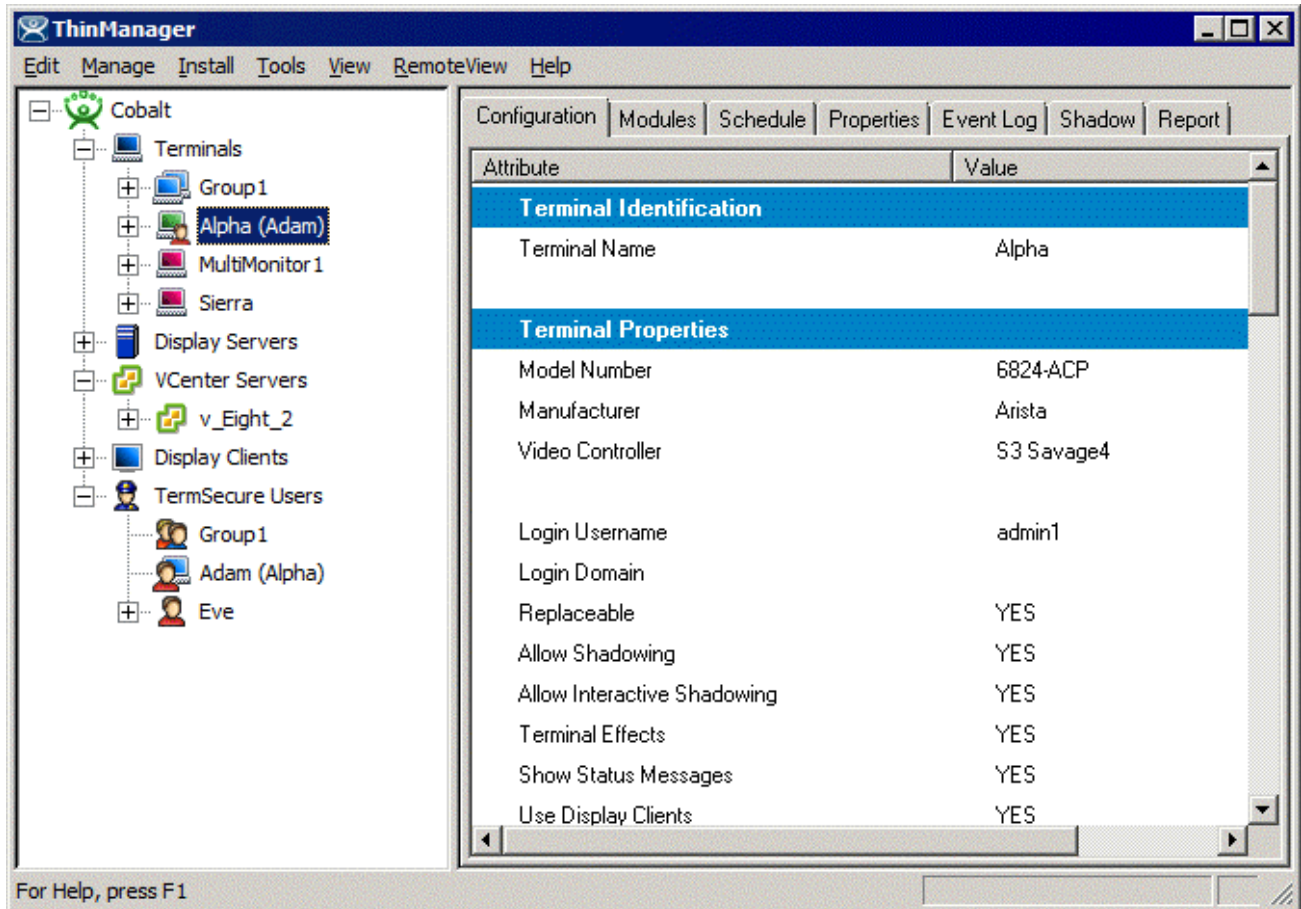 ThinManager
Edit Manage Install Tools View RemoteView Help
Cobalt
Terminals
Group1
Alpha (Adam)
MultiMonitor1
Sierra
Display Servers
VCenter Servers
v_Eight_2
Display Clients
TermSecure Users
Group1
Adam (Alpha)
Eve
Configuration Modules Schedule Properties Event Log Shadow Report
Attribute Value
Terminal Identification
Terminal Name Alpha
Terminal Properties
Model Number 6824-ACP
Manufacturer Arista
Video Controller S3 Savage4
Login Username admin1
Login Domain
Replaceable YES
Allow Shadowing YES
Allow Interactive Shadowing YES
Terminal Effects YES
Show Status Messages YES
Use Display Clients YES
For Help, press F1